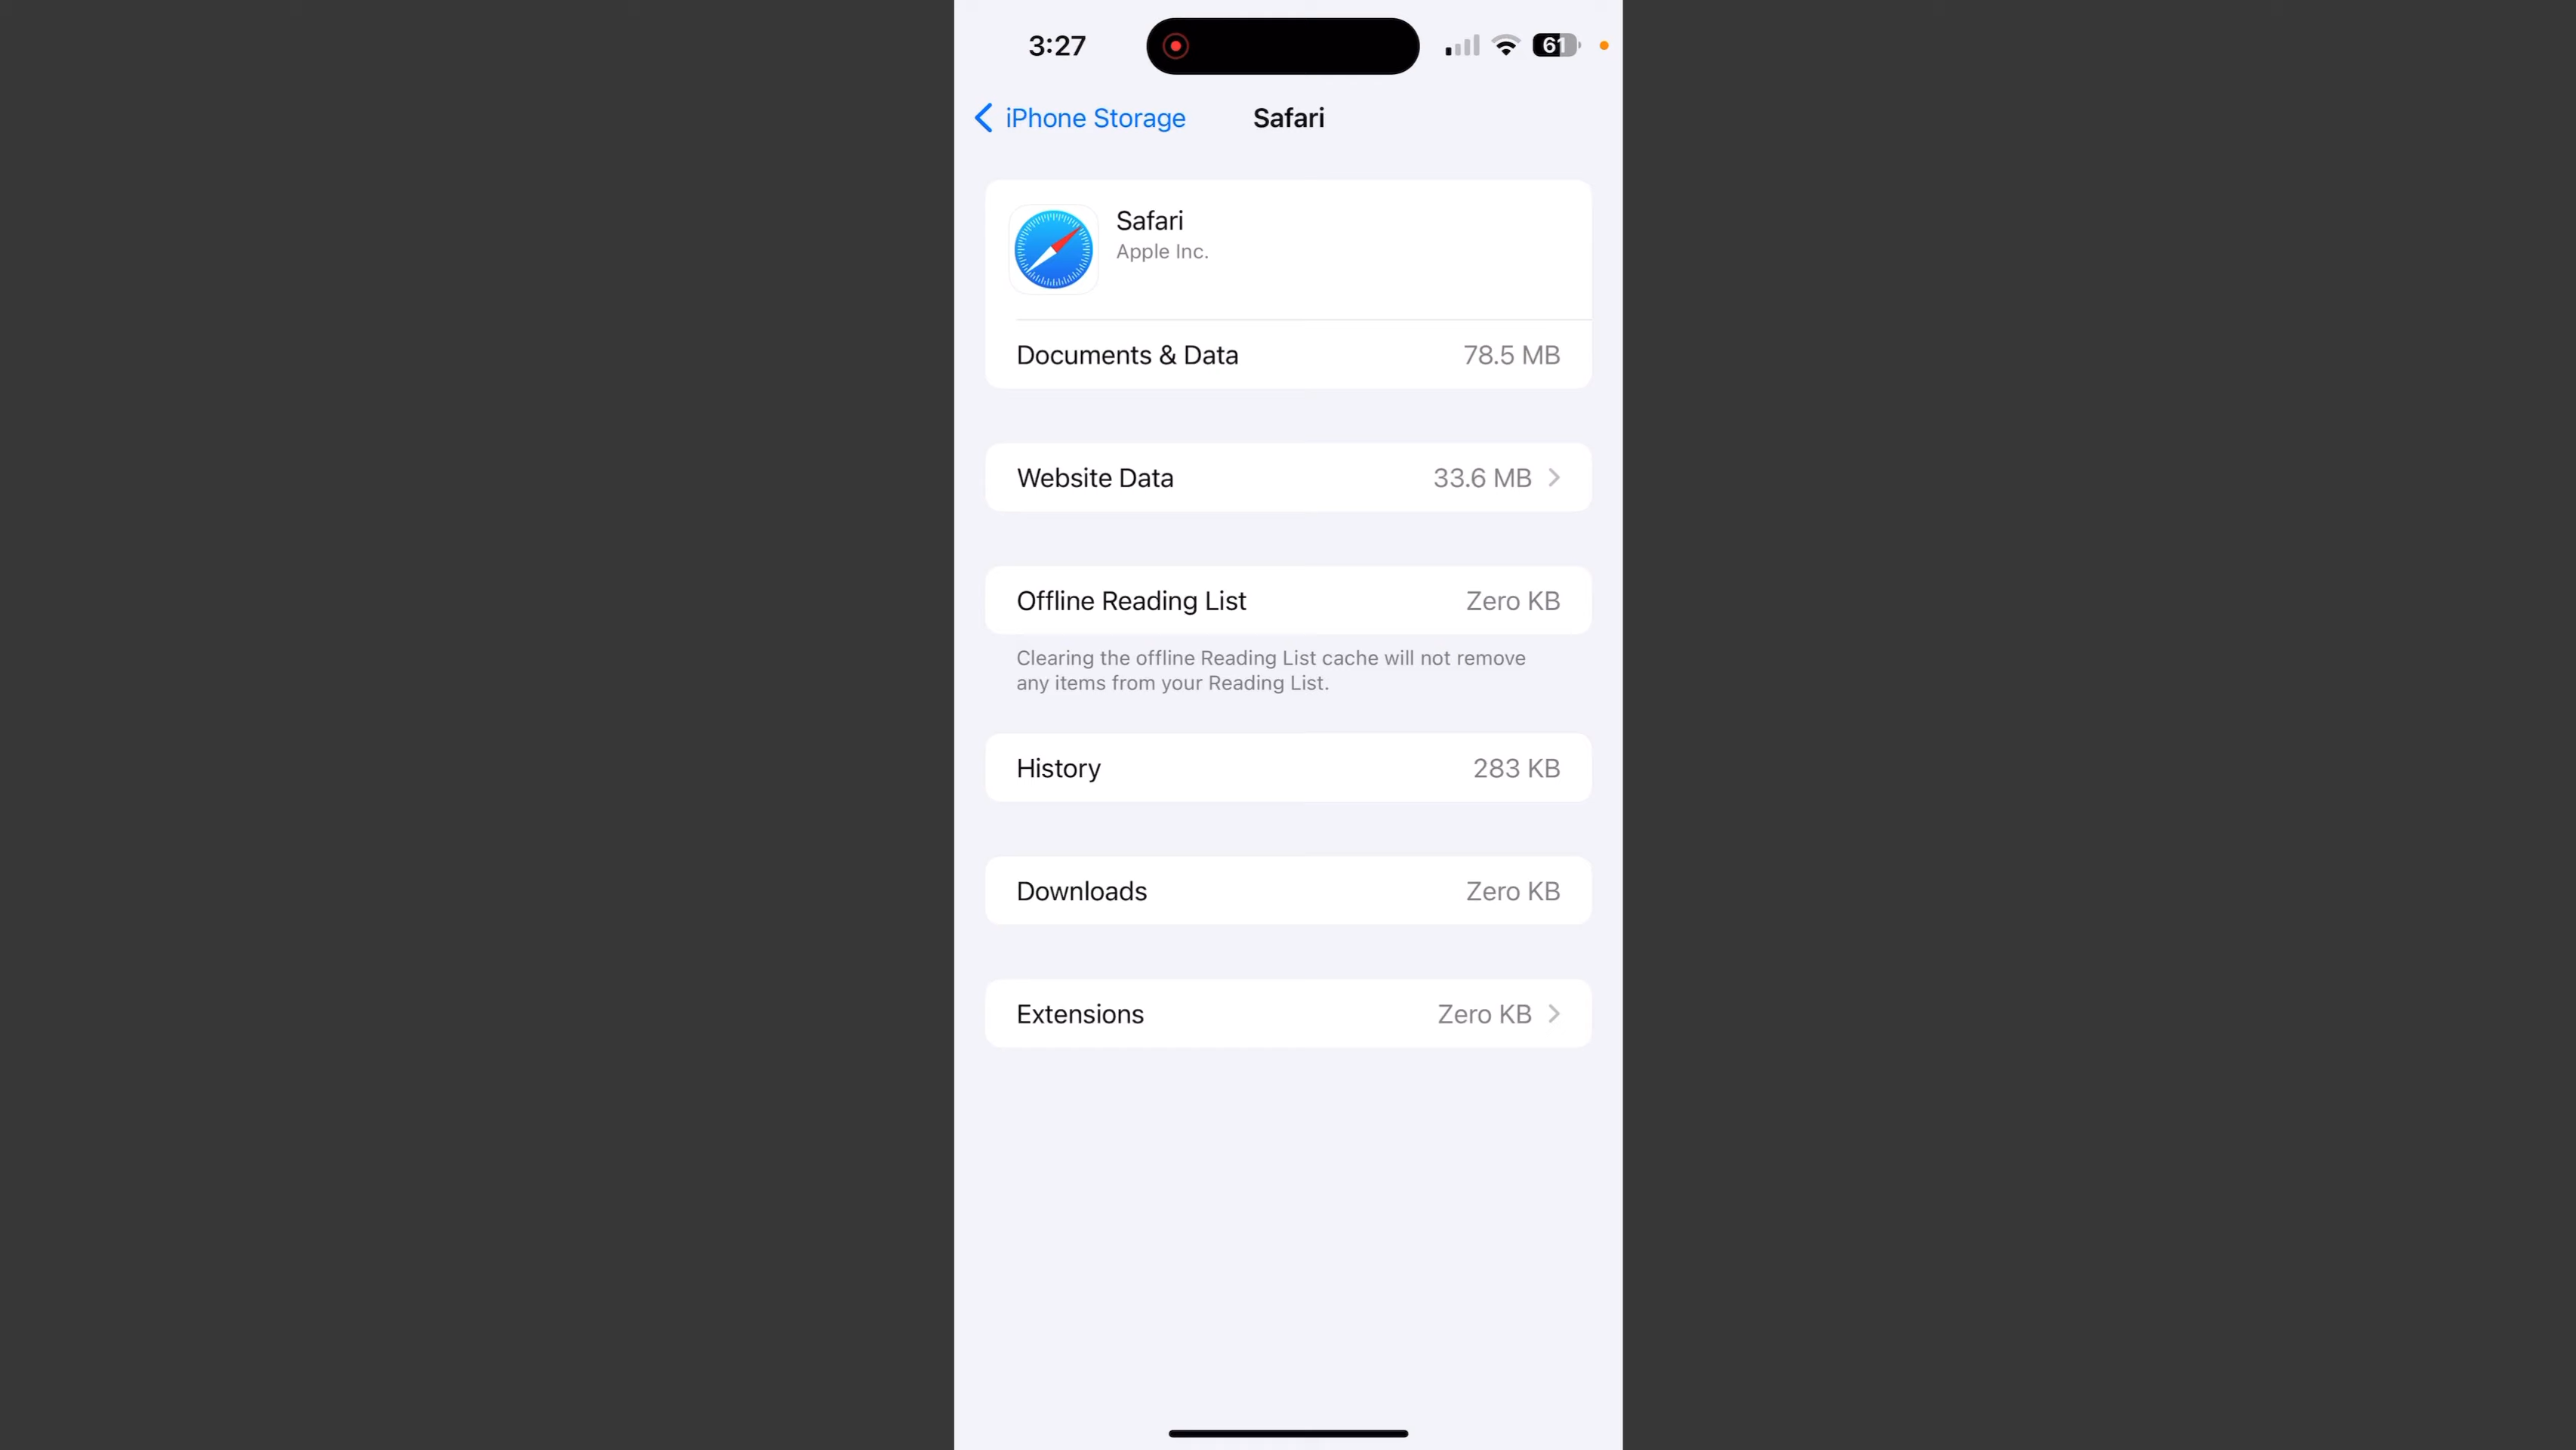 3:27
61
iPhone Storage
Safari
Safari
Apple Inc.
Documents & Data 78.5 MB
Website Data 33.6 MB
Offline Reading List Zero KB
Clearing the offline Reading List cache will not remove
any items from your Reading List.
History 283 KB
Downloads Zero KB
Extensions Zero KB